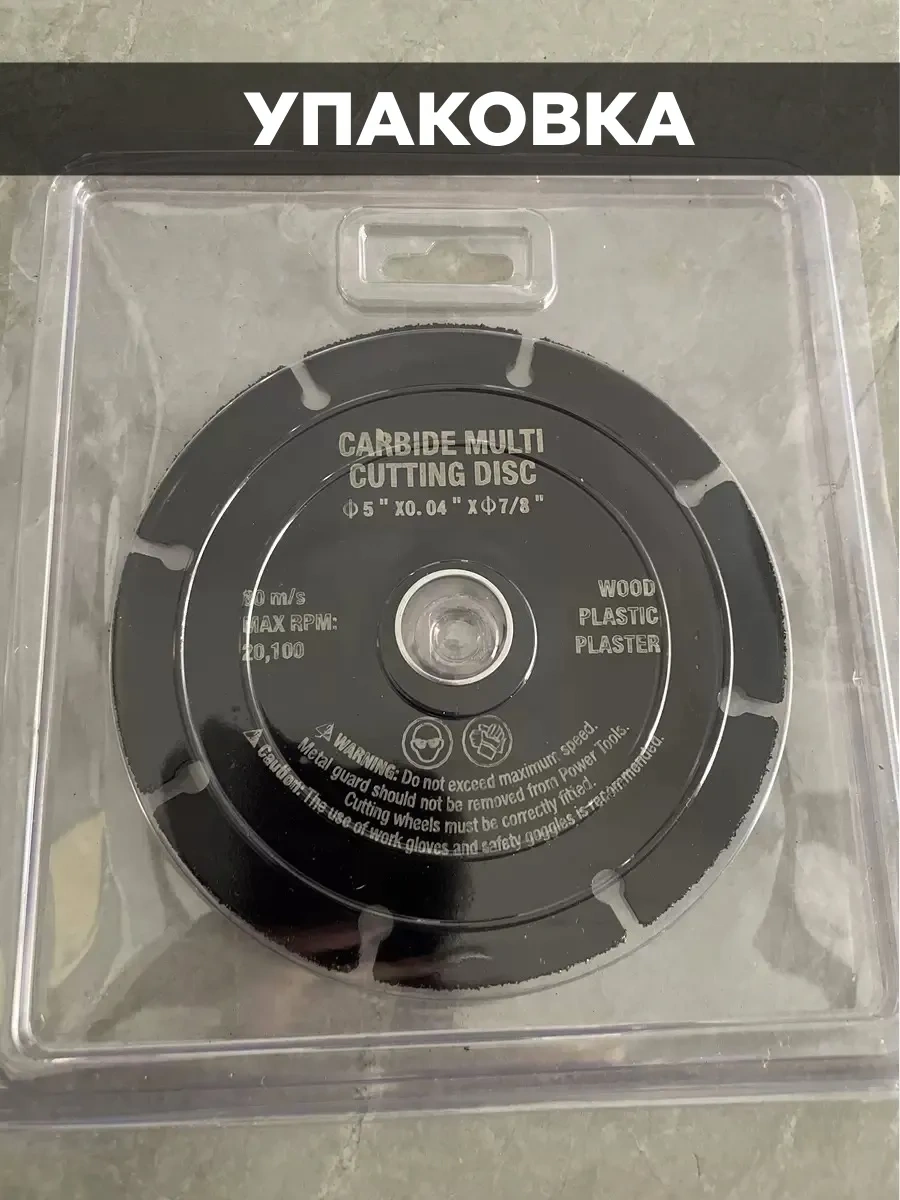 УПАКОВКА
CARBIDE MULTI
CUTTING DISC
Φ5" X0.04" XΦ7/8"
80 m/s
MAX RPM:
20,100
WOOD
PLASTIC
PLASTER
WARNING: Do not exceed maximum speed.
Metal guard should not be removed from Power Tools.
Cutting wheels must be correctly fitted.
Caution: The use of work gloves and safety goggles is recommended.